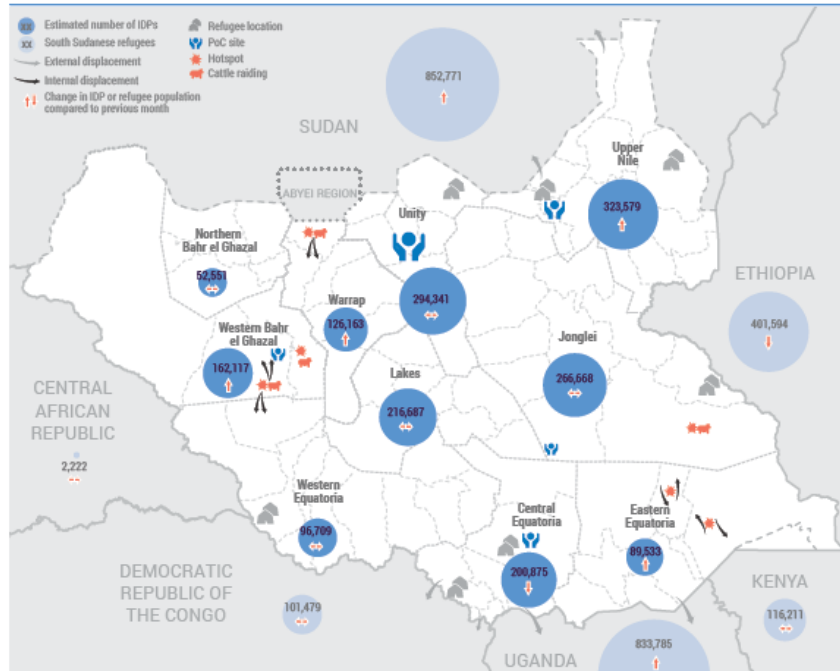 xx Estimated number of IDPs
xx South Sudanese refugees
External displacement
Internal displacement
Change in IDP or refugee population
compared to previous month
Refugee location
PoC site
Hotspot
Cattle raiding
852,771
SUDAN
ABYEI REGION
Upper
Nile
323,579
Unity
Northern
Bahr el Ghazal
52,551
ETHIOPIA
401,594
Warrap
126,163
294,341
Western Bahr
el Ghazal
162,117
Jonglei
266,668
Lakes
216,687
CENTRAL
AFRICAN
REPUBLIC
2,222
Western
Equatoria
96,709
Central
Equatoria
200,875
Eastern
Equatoria
89,533
DEMOCRATIC
REPUBLIC OF
THE CONGO
101,479
KENYA
116,211
UGANDA
833,785